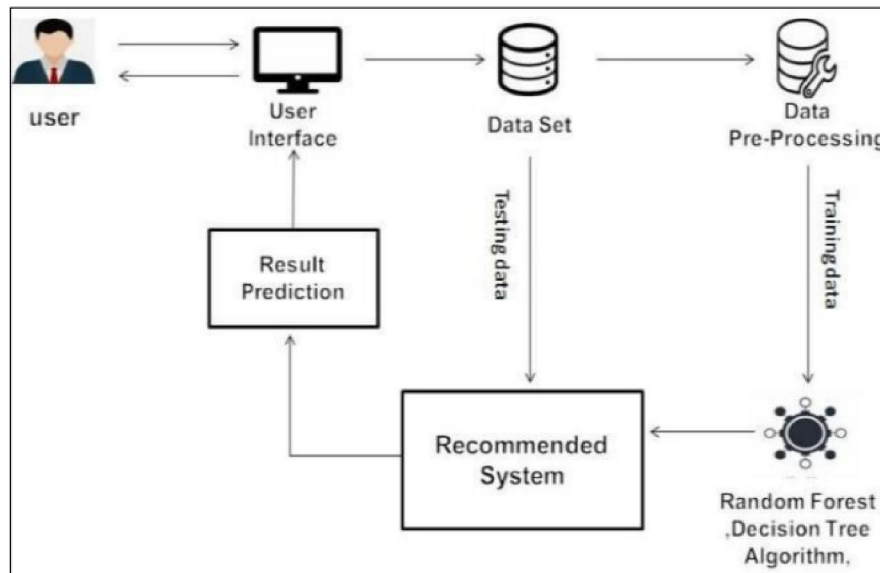 user
User
Interface
Data Set
Data
Pre-Processing
Testing data
Training data
Result
Prediction
Recommended
System
Random Forest
,Decision Tree
Algorithm,